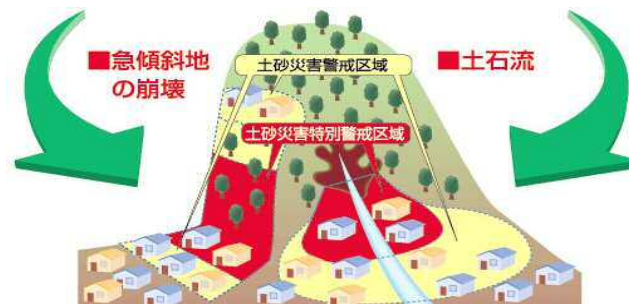 ■急傾斜地
の崩壊
土砂災害警戒区域
■土石流
土砂災害特別警戒区域